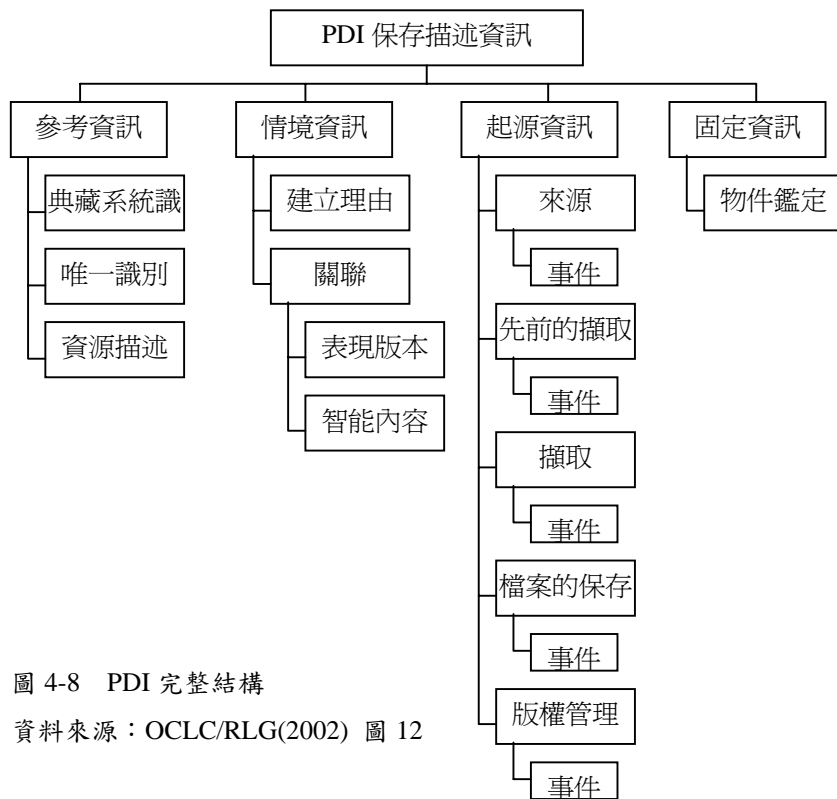 PDI 保存描述資訊
參考資訊
情境資訊
起源資訊
固定資訊
典藏系統識
建立理由
來源
物件鑑定
唯一識別
關聯
事件
資源描述
表現版本
先前的擷取
智能內容
事件
擷取
事件
檔案的保存
事件
版權管理
事件
圖 4-8 PDI 完整結構
資料來源：OCLC/RLG(2002) 圖 12